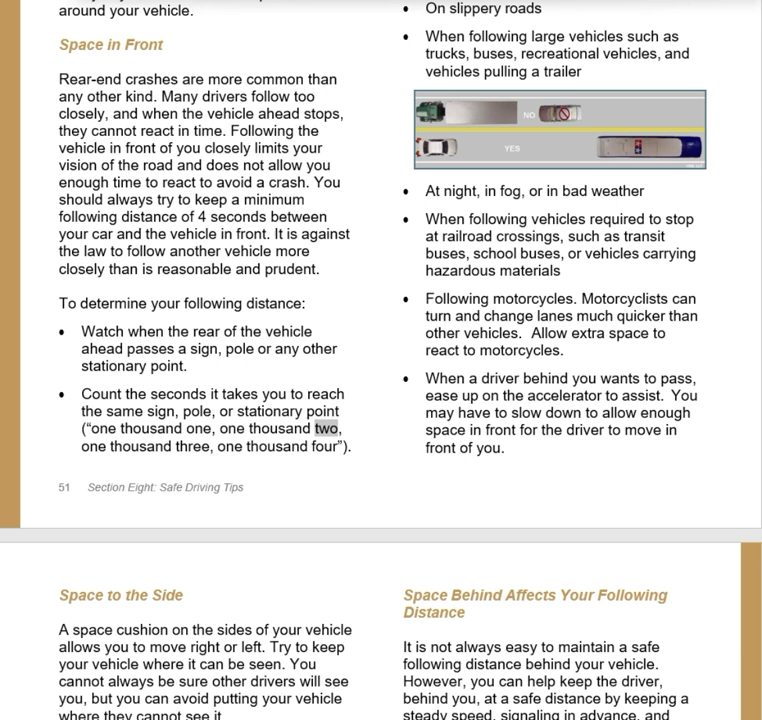 around your vehicle.
Space in Front
Rear-end crashes are more common than
any other kind. Many drivers follow too
closely, and when the vehicle ahead stops,
they cannot react in time. Following the
vehicle in front of you closely limits your
vision of the road and does not allow you
enough time to react to avoid a crash. You
should always try to keep a minimum
following distance of 4 seconds between
your car and the vehicle in front. It is against
the law to follow another vehicle more
closely than is reasonable and prudent.
To determine your following distance:
• Watch when the rear of the vehicle
ahead passes a sign, pole or any other
stationary point.
• Count the seconds it takes you to reach
the same sign, pole, or stationary point
(“one thousand one, one thousand two,
one thousand three, one thousand four”).
• On slippery roads
• When following large vehicles such as
trucks, buses, recreational vehicles, and
vehicles pulling a trailer
NO
YES
• At night, in fog, or in bad weather
• When following vehicles required to stop
at railroad crossings, such as transit
buses, school buses, or vehicles carrying
hazardous materials
• Following motorcycles. Motorcyclists can
turn and change lanes much quicker than
other vehicles.  Allow extra space to
react to motorcycles.
• When a driver behind you wants to pass,
ease up on the accelerator to assist.  You
may have to slow down to allow enough
space in front for the driver to move in
front of you.
51 Section Eight: Safe Driving Tips
Space to the Side
A space cushion on the sides of your vehicle
allows you to move right or left. Try to keep
your vehicle where it can be seen. You
cannot always be sure other drivers will see
you, but you can avoid putting your vehicle
where they cannot see it
Space Behind Affects Your Following
Distance
It is not always easy to maintain a safe
following distance behind your vehicle.
However, you can help keep the driver,
behind you, at a safe distance by keeping a
steady speed, signaling in advance, and